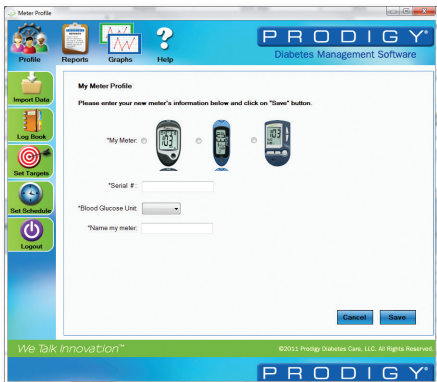 Meter Profile
PRODIGY®
Diabetes Management Software
Profile
Reports
Graphs
Help
Import Data
Log Book
Set Targets
Set Schedule
Logout
My Meter Profile
Please enter your new meter's information below and click on "Save" button.
*My Meter:
103
103
*Serial # :
*Blood Glucose Unit:
*Name my meter:
Cancel
Save
We Talk Innovation™
©2011 Prodigy Diabetes Care, LLC. All Rights Reserved.
PRODIGY®